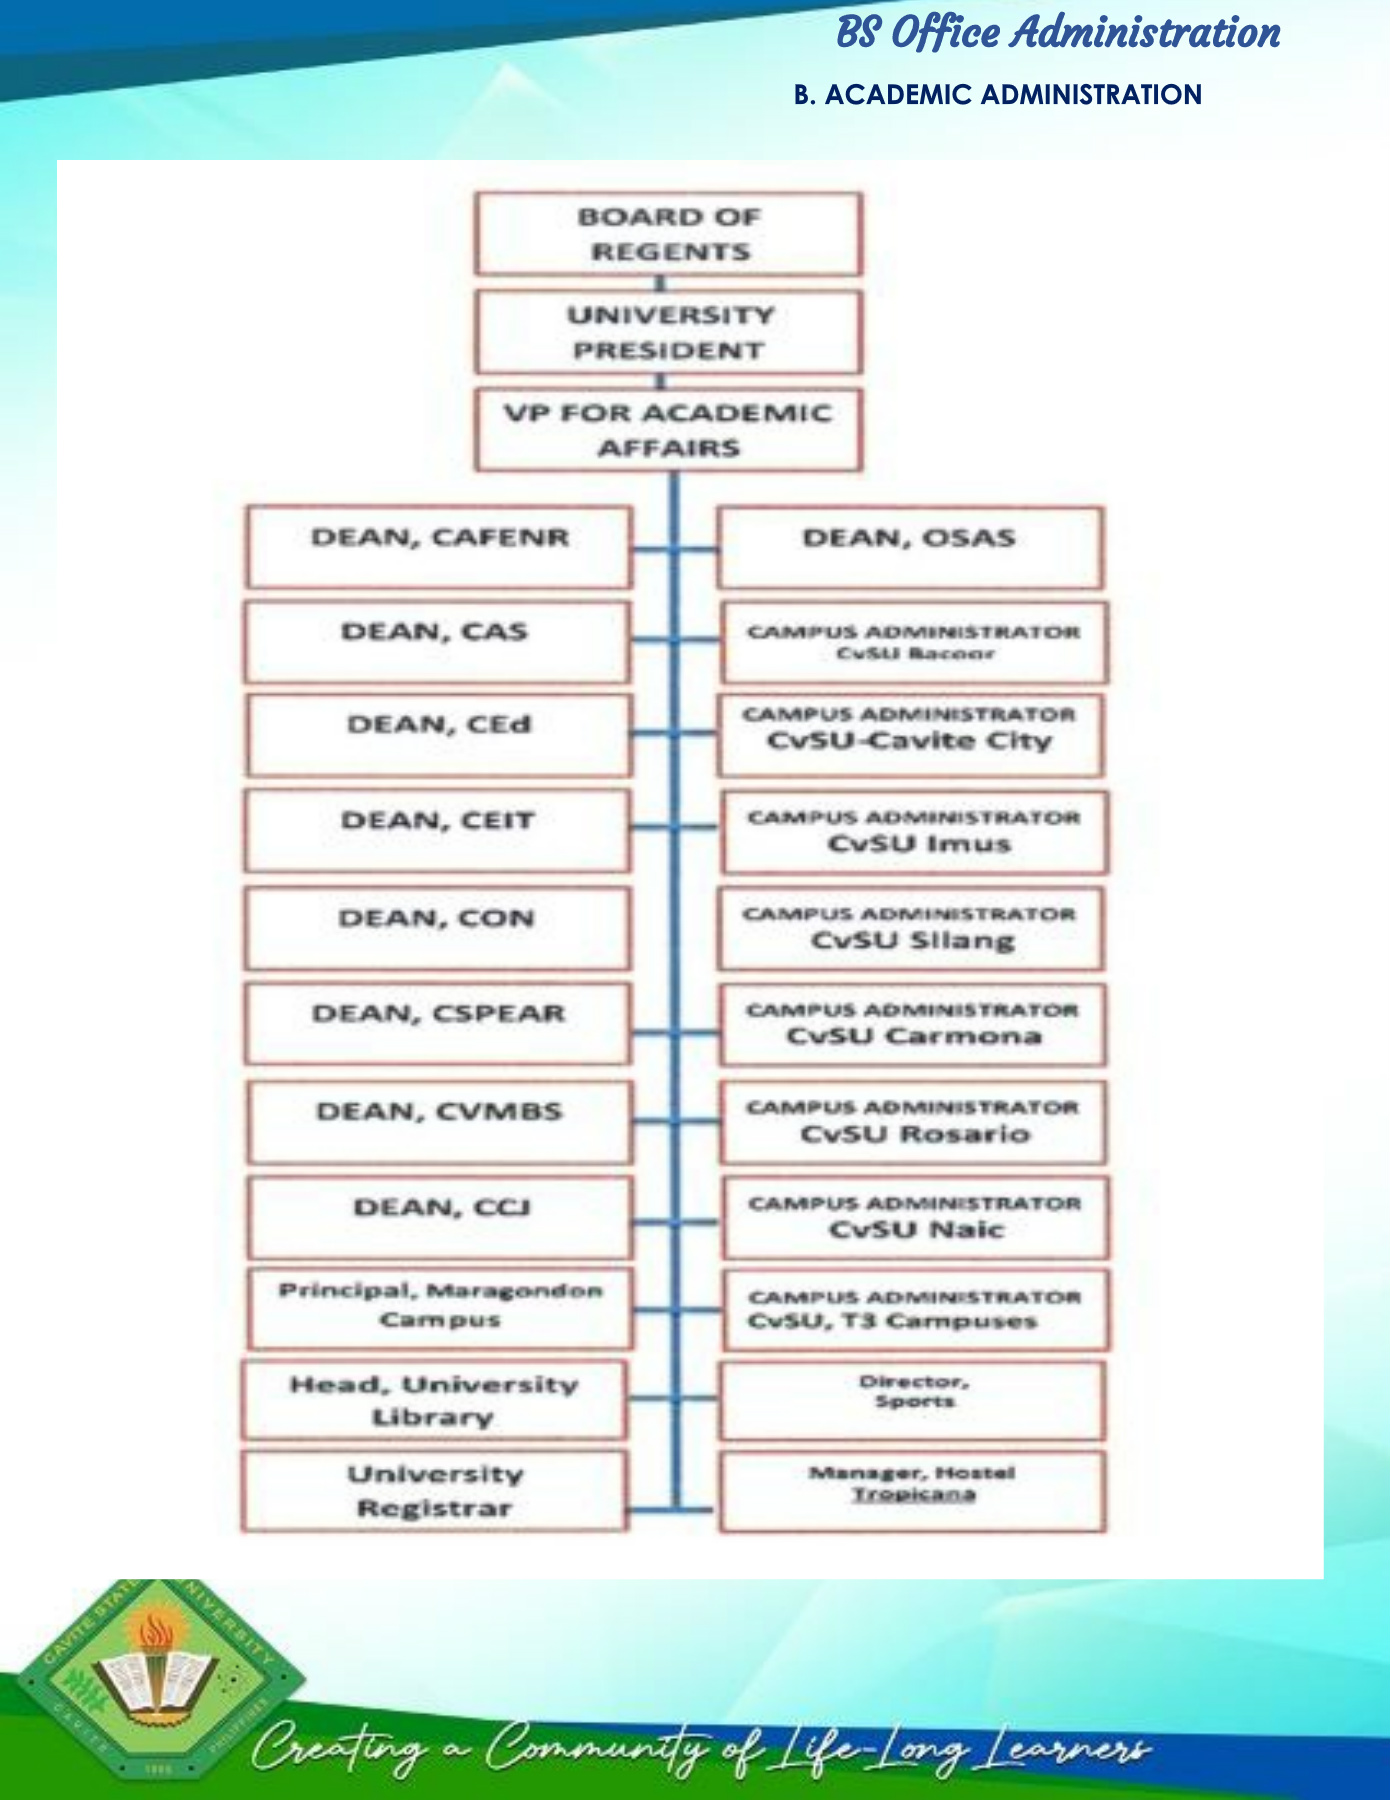 BS Office Administration
B. ACADEMIC ADMINISTRATION
BOARD OF
REGENTS
UNIVERSITY
PRESIDENT
VP FOR ACADEMIC
AFFAIRS
DEAN, CAFENR
DEAN, OSAS
DEAN, CAS
CAMPUS ADMINISTRATOR
CvSU Bacoor
DEAN, CEd
CAMPUS ADMINISTRATOR
CvSU-Cavite City
DEAN, CEIT
CAMPUS ADMINISTRATOR
CvSU Imus
DEAN, CON
CAMPUS ADMINISTRATOR
CvSU Silang
DEAN, CSPEAR
CAMPUS ADMINISTRATOR
CvSU Carmona
DEAN, CVMBS
CAMPUS ADMINISTRATOR
CvSU Rosario
DEAN, CCJ
CAMPUS ADMINISTRATOR
CvSU Naic
Principal, Maragondon
Campus
CAMPUS ADMINISTRATOR
CvSU, T3 Campuses
Head, University
Library
Director,
Sports
University
Registrar
Manager, Hostel
Tropicana
CAVITE STATE UNIVERSITY
CAVITE
PHILIPPINES
Creating a Community of Life-Long Learners